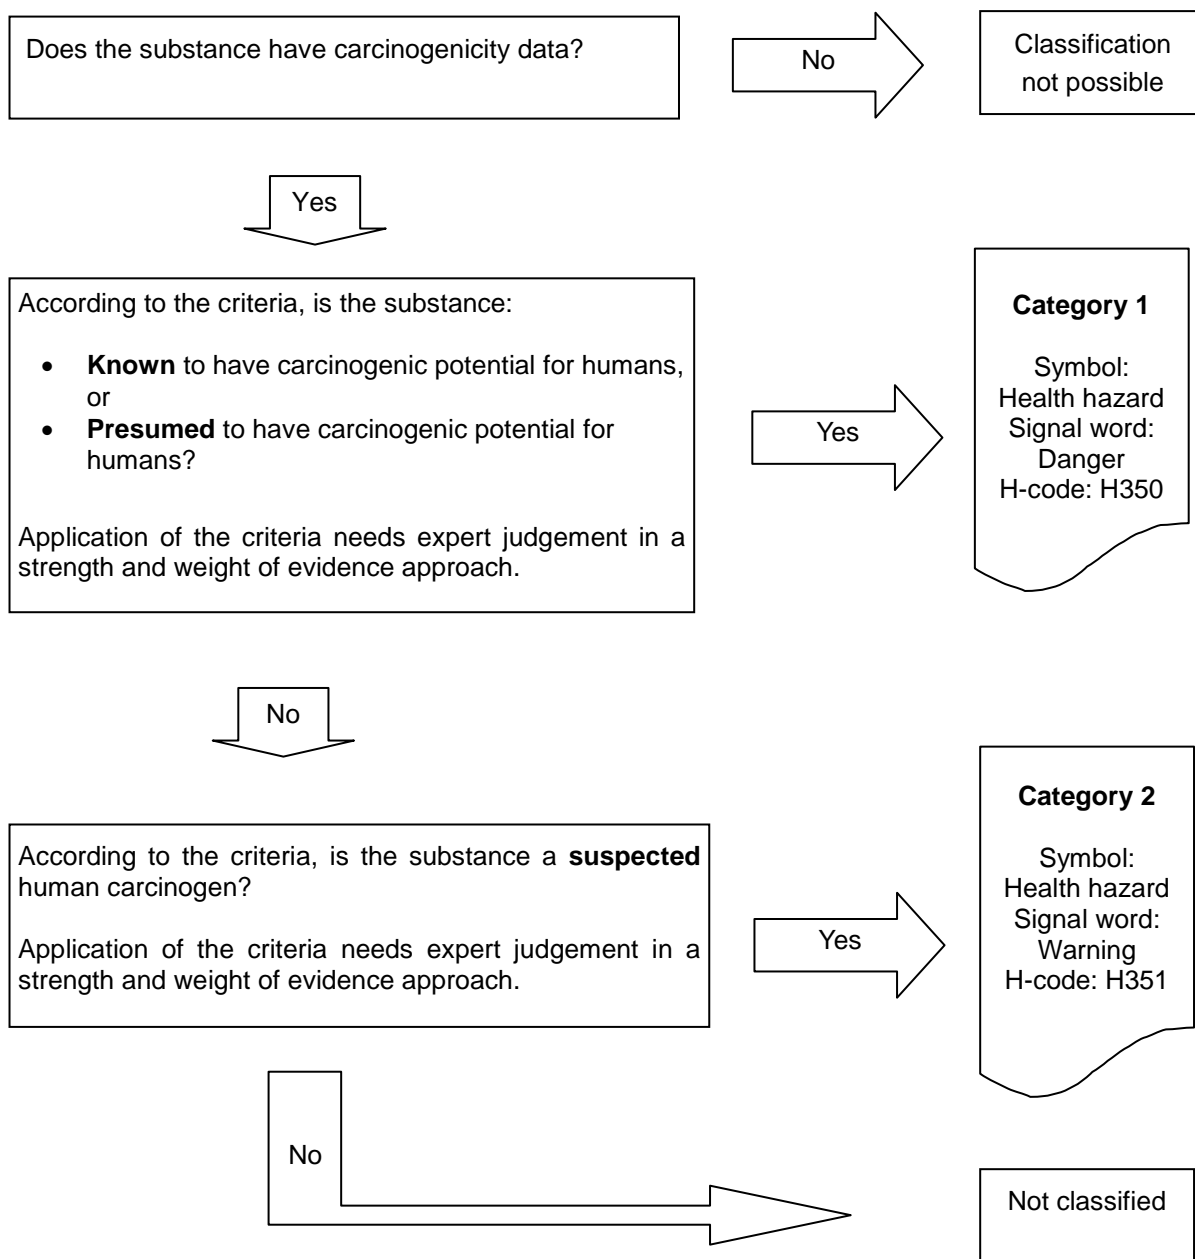 Does the substance have carcinogenicity data?
No
Classification
not possible
Yes
According to the criteria, is the substance:
• Known to have carcinogenic potential for humans,
or
• Presumed to have carcinogenic potential for
humans?
Application of the criteria needs expert judgement in a
strength and weight of evidence approach.
Yes
Category 1
Symbol:
Health hazard
Signal word:
Danger
H-code: H350
No
According to the criteria, is the substance a suspected
human carcinogen?
Application of the criteria needs expert judgement in a
strength and weight of evidence approach.
Yes
Category 2
Symbol:
Health hazard
Signal word:
Warning
H-code: H351
No
Not classified